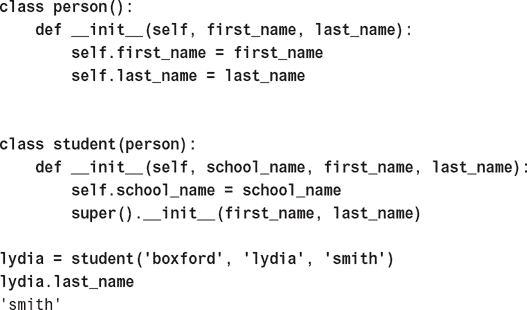 class person():
    def __init__(self, first_name, last_name):
        self.first_name = first_name
        self.last_name = last_name
class student(person):
    def __init__(self, school_name, first_name, last_name):
        self.school_name = school_name
        super().__init__(first_name, last_name)
lydia = student('boxford', 'lydia', 'smith')
lydia.last_name
'smith'